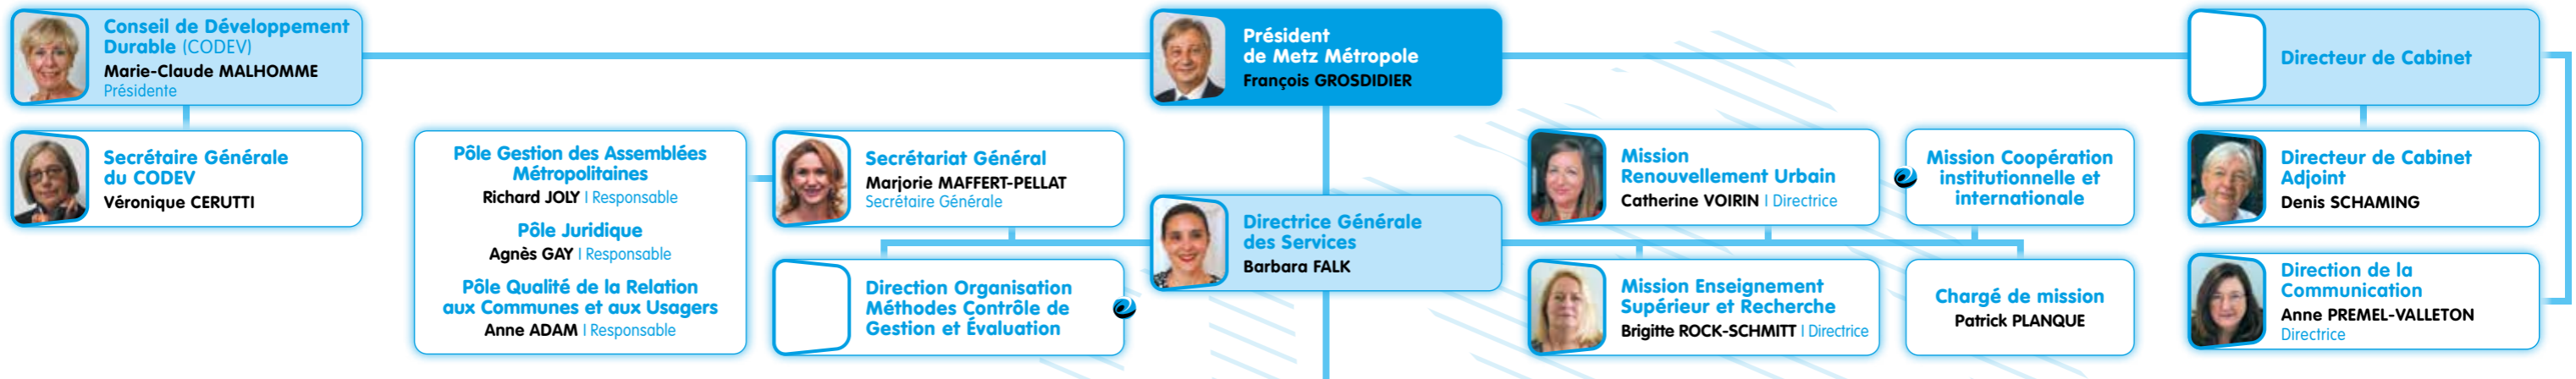 Conseil de Développement
Durable (CODEV)
Marie-Claude MALHOMME
Présidente
Président
de Metz Métropole
François GROSDIDIER
Directeur de Cabinet
Secrétaire Générale
du CODEV
Véronique CERUTTI
Pôle Gestion des Assemblées
Métropolitaines
Richard JOLY | Responsable
Pôle Juridique
Agnès GAY | Responsable
Pôle Qualité de la Relation
aux Communes et aux Usagers
Anne ADAM | Responsable
Secrétariat Général
Marjorie MAFFERT-PELLAT
Secrétaire Générale
Direction Organisation
Méthodes Contrôle de
Gestion et Évaluation
Directrice Générale
des Services
Barbara FALK
Mission
Renouvellement Urbain
Catherine VOIRIN | Directrice
Mission Enseignement
Supérieur et Recherche
Brigitte ROCK-SCHMITT | Directrice
Mission Coopération
institutionnelle et
internationale
Chargé de mission
Patrick PLANQUE
Directeur de Cabinet
Adjoint
Denis SCHAMING
Direction de la
Communication
Anne PREMEL-VALLETON
Directrice